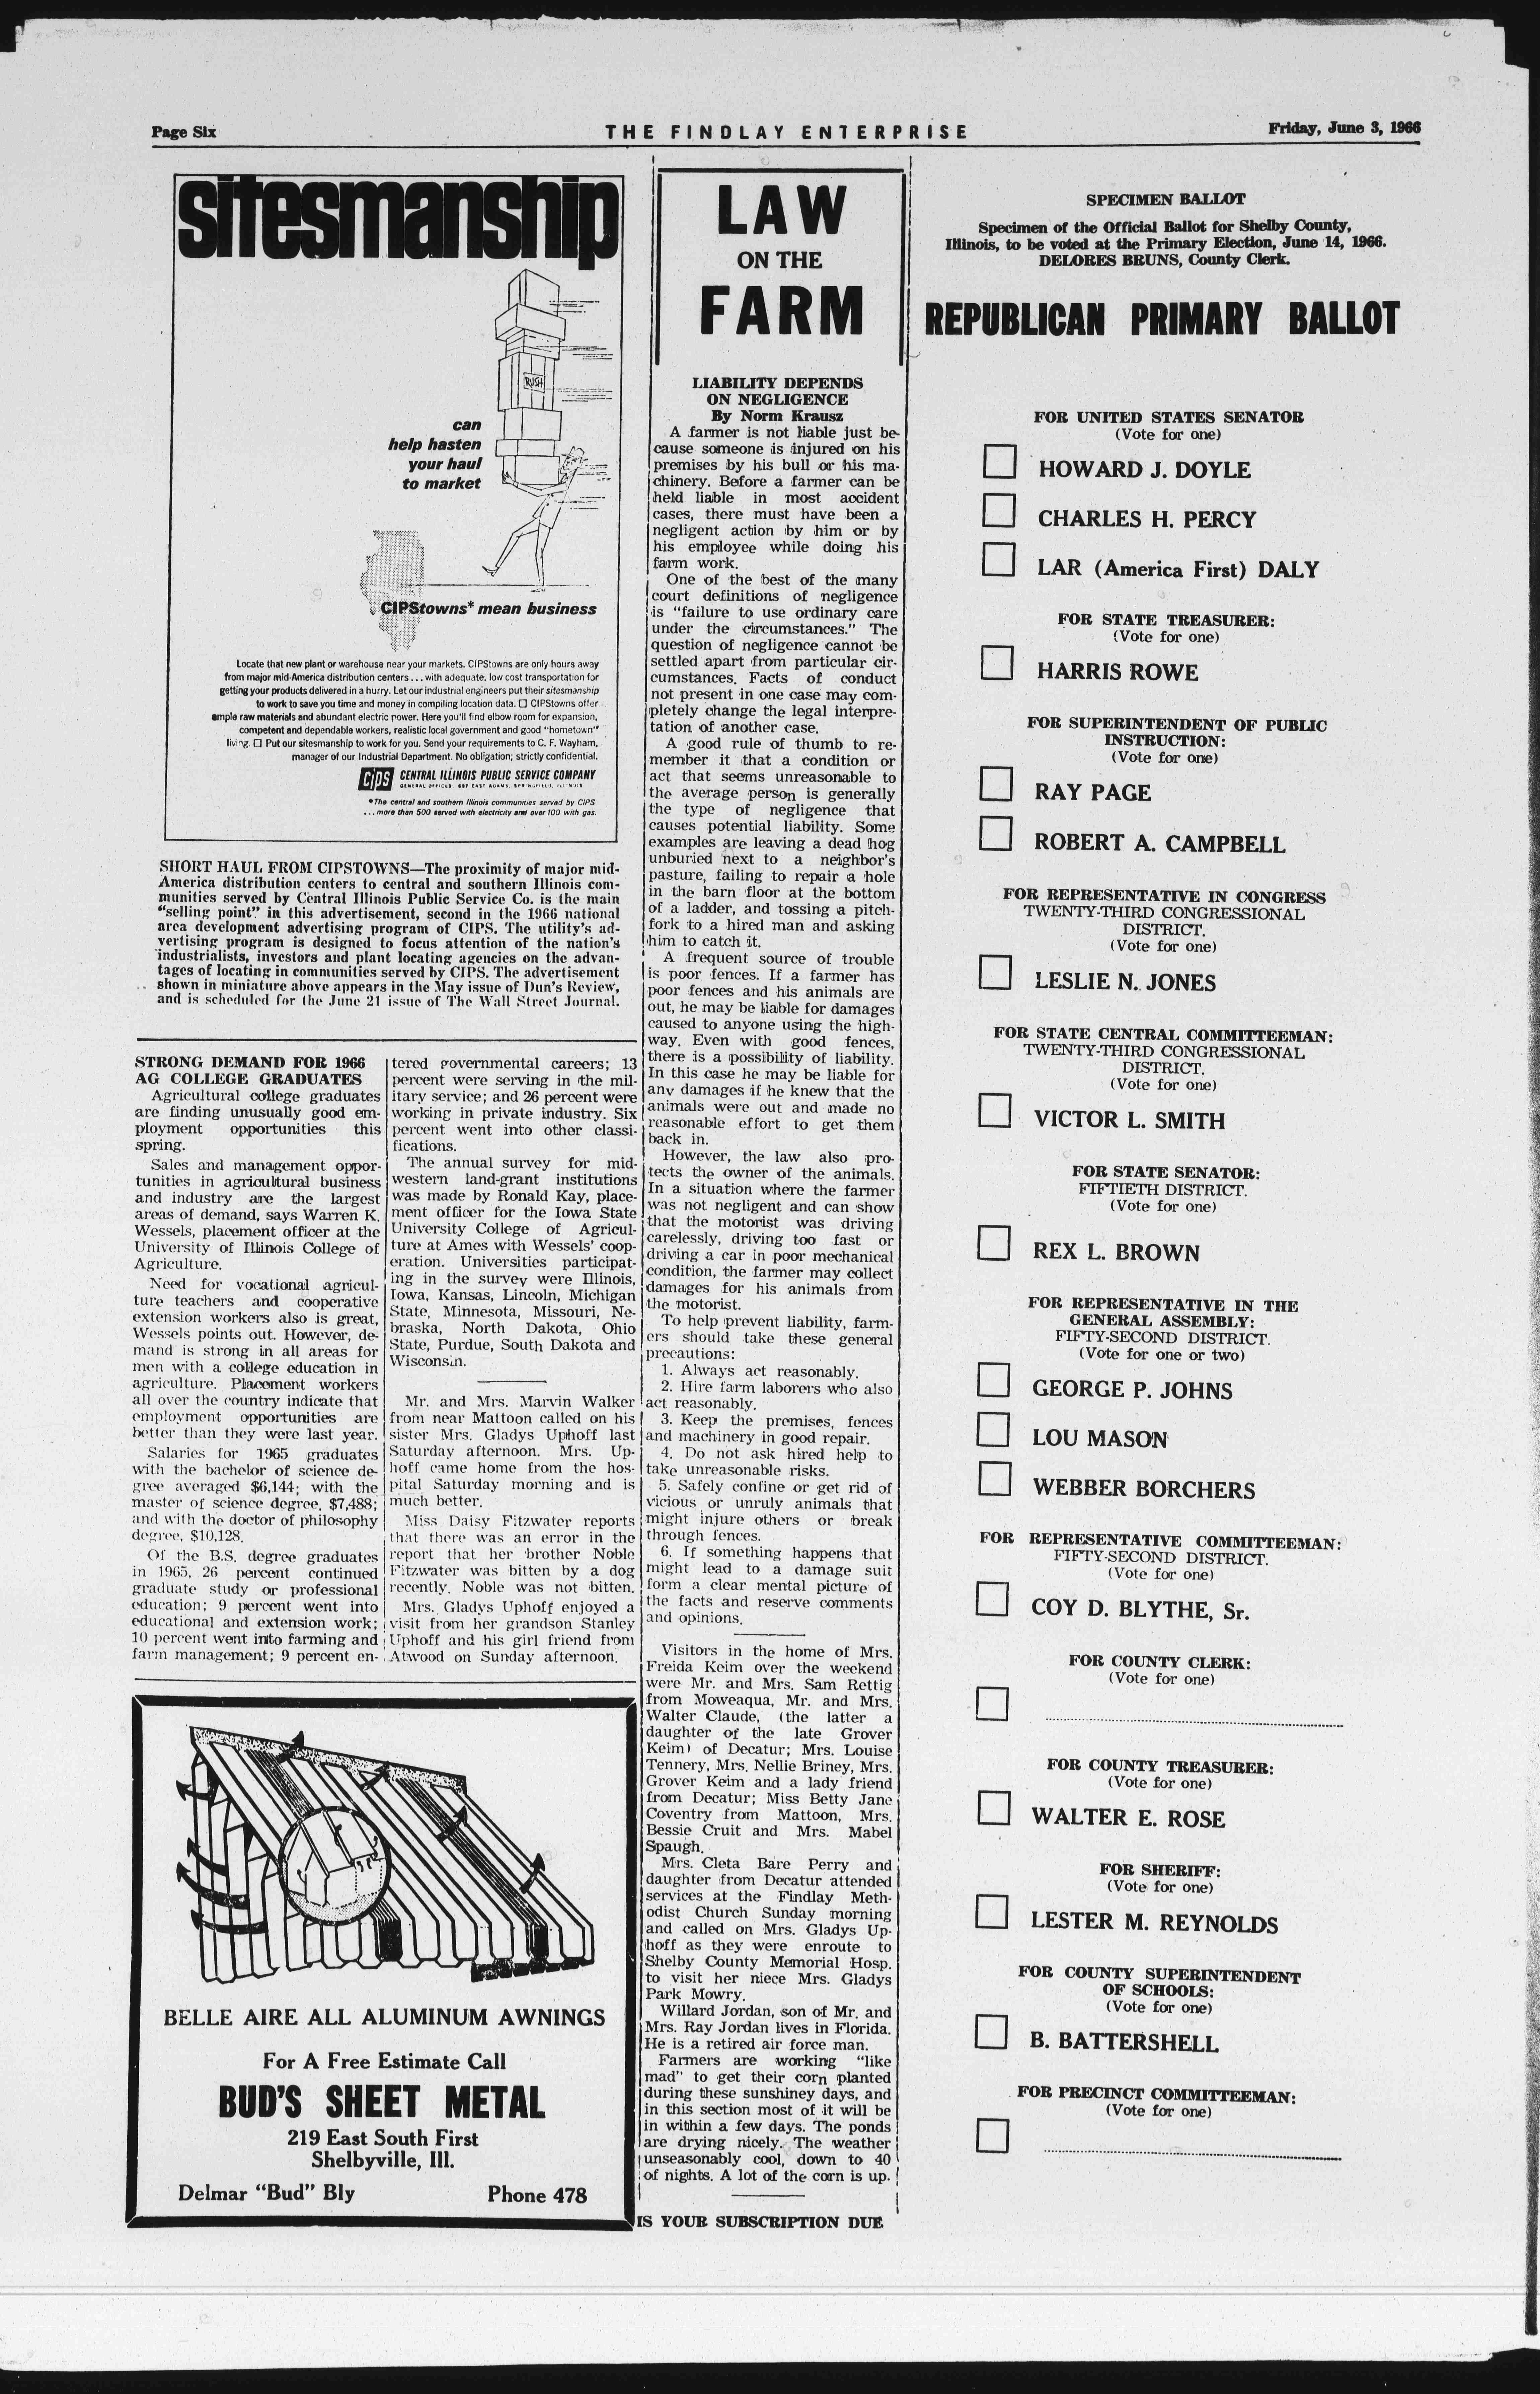 Page Six
THE FINDLAY ENTERPRISE
Friday, June 3, 1966
sitesmanship
RUSH
can
help hasten
your haul
to market
CIPStowns* mean business
Locate that new plant or warehouse near your markets. CIPStowns are only hours away
from major mid-America distribution centers . . . with adequate, low cost transportation for
getting your products delivered in a hurry. Let our industrial engineers put their sitesmanship
to work to save you time and money in compiling location data. ☐ CIPStowns offer
ample raw materials and abundant electric power. Here you'll find elbow room for expansion,
competent and dependable workers, realistic local government and good "hometown"
living. ☐ Put our sitesmanship to work for you. Send your requirements to C. F. Wayham,
manager of our Industrial Department. No obligation; strictly confidential.
CIPS CENTRAL ILLINOIS PUBLIC SERVICE COMPANY
GENERAL OFFICES: 607 EAST ADAMS, SPRINGFIELD, ILLINOIS
*The central and southern Illinois communities served by CIPS
. . . more than 500 served with electricity and over 100 with gas.
SHORT HAUL FROM CIPSTOWNS—The proximity of major mid-
America distribution centers to central and southern Illinois com-
munities served by Central Illinois Public Service Co. is the main
"selling point" in this advertisement, second in the 1966 national
area development advertising program of CIPS. The utility's ad-
vertising program is designed to focus attention of the nation's
industrialists, investors and plant locating agencies on the advan-
tages of locating in communities served by CIPS. The advertisement
shown in miniature above appears in the May issue of Dun's Review,
and is scheduled for the June 21 issue of The Wall Street Journal.
STRONG DEMAND FOR 1966
AG COLLEGE GRADUATES
Agricultural college graduates
are finding unusually good em-
ployment opportunities this
spring.
Sales and management oppor-
tunities in agricultural business
and industry are the largest
areas of demand, says Warren K.
Wessels, placement officer at the
University of Illinois College of
Agriculture.
Need for vocational agricul-
ture teachers and cooperative
extension workers also is great,
Wessels points out. However, de-
mand is strong in all areas for
men with a college education in
agriculture. Placement workers
all over the country indicate that
employment opportunities are
better than they were last year.
Salaries for 1965 graduates
with the bachelor of science de-
gree averaged $6,144; with the
master of science degree, $7,488;
and with the doctor of philosophy
degree, $10,128.
Of the B.S. degree graduates
in 1965, 26 percent continued
graduate study or professional
education; 9 percent went into
educational and extension work;
10 percent went into farming and
farm management; 9 percent en-
tered governmental careers; 13
percent were serving in the mil-
itary service; and 26 percent were
working in private industry. Six
percent went into other classi-
fications.
The annual survey for mid-
western land-grant institutions
was made by Ronald Kay, place-
ment officer for the Iowa State
University College of Agricul-
ture at Ames with Wessels' coop-
eration. Universities participat-
ing in the survey were Illinois,
Iowa, Kansas, Lincoln, Michigan
State, Minnesota, Missouri, Ne-
braska, North Dakota, Ohio
State, Purdue, South Dakota and
Wisconsin.
Mr. and Mrs. Marvin Walker
from near Mattoon called on his
sister Mrs. Gladys Uphoff last
Saturday afternoon. Mrs. Up-
hoff came home from the hos-
pital Saturday morning and is
much better.
Miss Daisy Fitzwater reports
that there was an error in the
report that her brother Noble
Fitzwater was bitten by a dog
recently. Noble was not bitten.
Mrs. Gladys Uphoff enjoyed a
visit from her grandson Stanley
Uphoff and his girl friend from
Atwood on Sunday afternoon.
BELLE AIRE ALL ALUMINUM AWNINGS
For A Free Estimate Call
BUD'S SHEET METAL
219 East South First
Shelbyville, Ill.
Delmar "Bud" Bly
Phone 478
LAW
ON THE
FARM
LIABILITY DEPENDS
ON NEGLIGENCE
By Norm Krausz
A farmer is not liable just be-
cause someone is injured on his
premises by his bull or his ma-
chinery. Before a farmer can be
held liable in most accident
cases, there must have been a
negligent action by him or by
his employee while doing his
farm work.
One of the best of the many
court definitions of negligence
is "failure to use ordinary care
under the circumstances." The
question of negligence cannot be
settled apart from particular cir-
cumstances. Facts of conduct
not present in one case may com-
pletely change the legal interpre-
tation of another case.
A good rule of thumb to re-
member it that a condition or
act that seems unreasonable to
the average person is generally
the type of negligence that
causes potential liability. Some
examples are leaving a dead hog
unburied next to a neighbor's
pasture, failing to repair a hole
in the barn floor at the bottom
of a ladder, and tossing a pitch-
fork to a hired man and asking
him to catch it.
A frequent source of trouble
is poor fences. If a farmer has
poor fences and his animals are
out, he may be liable for damages
caused to anyone using the high-
way. Even with good fences,
there is a possibility of liability.
In this case he may be liable for
any damages if he knew that the
animals were out and made no
reasonable effort to get them
back in.
However, the law also pro-
tects the owner of the animals.
In a situation where the farmer
was not negligent and can show
that the motorist was driving
carelessly, driving too fast or
driving a car in poor mechanical
condition, the farmer may collect
damages for his animals from
the motorist.
To help prevent liability, farm-
ers should take these general
precautions:
1. Always act reasonably.
2. Hire farm laborers who also
act reasonably.
3. Keep the premises, fences
and machinery in good repair.
4. Do not ask hired help to
take unreasonable risks.
5. Safely confine or get rid of
vicious or unruly animals that
might injure others or break
through fences.
6. If something happens that
might lead to a damage suit
form a clear mental picture of
the facts and reserve comments
and opinions.
Visitors in the home of Mrs.
Freida Keim over the weekend
were Mr. and Mrs. Sam Rettig
from Moweaqua, Mr. and Mrs.
Walter Claude, (the latter a
daughter of the late Grover
Keim) of Decatur; Mrs. Louise
Tennery, Mrs. Nellie Briney, Mrs.
Grover Keim and a lady friend
from Decatur; Miss Betty Jane
Coventry from Mattoon, Mrs.
Bessie Cruit and Mrs. Mabel
Spaugh.
Mrs. Cleta Bare Perry and
daughter from Decatur attended
services at the Findlay Meth-
odist Church Sunday morning
and called on Mrs. Gladys Up-
hoff as they were enroute to
Shelby County Memorial Hosp.
to visit her niece Mrs. Gladys
Park Mowry.
Willard Jordan, son of Mr. and
Mrs. Ray Jordan lives in Florida.
He is a retired air force man.
Farmers are working "like
mad" to get their corn planted
during these sunshiney days, and
in this section most of it will be
in within a few days. The ponds
are drying nicely. The weather
unseasonably cool, down to 40
of nights. A lot of the corn is up.
IS YOUR SUBSCRIPTION DUE
SPECIMEN BALLOT
Specimen of the Official Ballot for Shelby County,
Illinois, to be voted at the Primary Election, June 14, 1966.
DELORES BRUNS, County Clerk.
REPUBLICAN PRIMARY BALLOT
FOR UNITED STATES SENATOR
(Vote for one)
HOWARD J. DOYLE
CHARLES H. PERCY
LAR (America First) DALY
FOR STATE TREASURER:
(Vote for one)
HARRIS ROWE
FOR SUPERINTENDENT OF PUBLIC
INSTRUCTION:
(Vote for one)
RAY PAGE
ROBERT A. CAMPBELL
FOR REPRESENTATIVE IN CONGRESS
TWENTY-THIRD CONGRESSIONAL
DISTRICT.
(Vote for one)
LESLIE N. JONES
FOR STATE CENTRAL COMMITTEEMAN:
TWENTY-THIRD CONGRESSIONAL
DISTRICT.
(Vote for one)
VICTOR L. SMITH
FOR STATE SENATOR:
FIFTIETH DISTRICT.
(Vote for one)
REX L. BROWN
FOR REPRESENTATIVE IN THE
GENERAL ASSEMBLY:
FIFTY-SECOND DISTRICT.
(Vote for one or two)
GEORGE P. JOHNS
LOU MASON
WEBBER BORCHERS
FOR REPRESENTATIVE COMMITTEEMAN:
FIFTY-SECOND DISTRICT.
(Vote for one)
COY D. BLYTHE, Sr.
FOR COUNTY CLERK:
(Vote for one)
FOR COUNTY TREASURER:
(Vote for one)
WALTER E. ROSE
FOR SHERIFF:
(Vote for one)
LESTER M. REYNOLDS
FOR COUNTY SUPERINTENDENT
OF SCHOOLS:
(Vote for one)
B. BATTERSHELL
FOR PRECINCT COMMITTEEMAN:
(Vote for one)